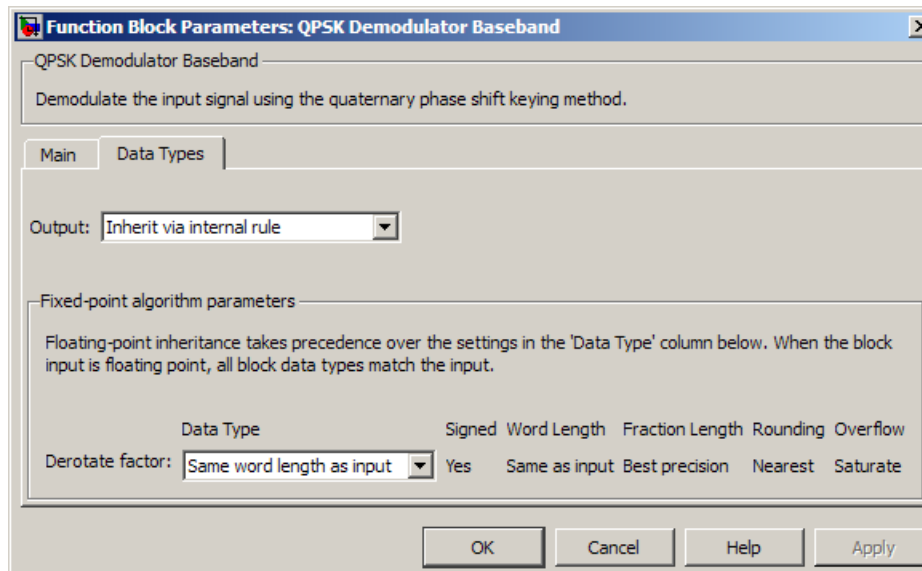 Function Block Parameters: QPSK Demodulator Baseband
QPSK Demodulator Baseband
Demodulate the input signal using the quaternary phase shift keying method.
Main Data Types
Output: Inherit via internal rule
Fixed-point algorithm parameters
Floating-point inheritance takes precedence over the settings in the 'Data Type' column below. When the block
input is floating point, all block data types match the input.
Data Type Signed Word Length Fraction Length Rounding Overflow
Derotate factor: Same word length as input Yes Same as input Best precision Nearest Saturate
OK Cancel Help Apply